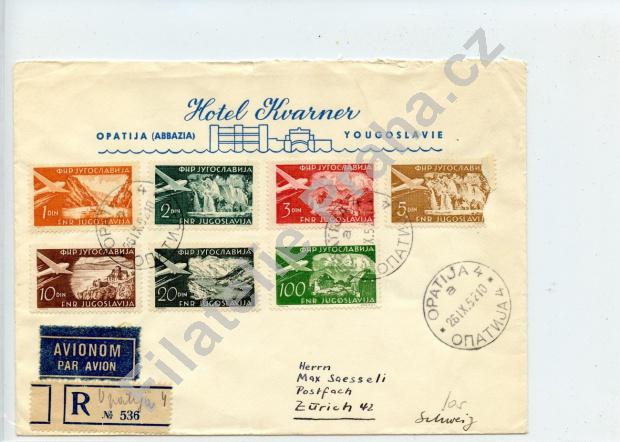 Hotel Kvarner
OPATIJA (ABBAZIA) YOUGOSLAVIE
ФНР ЈУГОСЛАВИЈА
1 DIN
FNR JUGOSLAVIJA
ФНР ЈУГОСЛАВИЈА
2 DIN
FNR JUGOSLAVIJA
ФНР ЈУГОСЛАВИЈА
3 DIN
FNR JUGOSLAVIJA
ФНР ЈУГОСЛАВИЈА
5 DIN
FNR JUGOSLAVIJA
ФНР ЈУГОСЛАВИЈА
10 DIN
FNR JUGOSLAVIJA
ФНР ЈУГОСЛАВИЈА
20 DIN
FNR JUGOSLAVIJA
ФНР ЈУГОСЛАВИЈА
100 DIN
FNR JUGOSLAVIJA
OPATIJA 4
a
26 IX. 52 10
ОПАТИЈА 4
AVIONOM
PAR AVION
R Opatija 4
№ 536
Herrn
Max Saesseli
Postfach
Zürich 42
Schweiz
Filatelie-Praha.cz